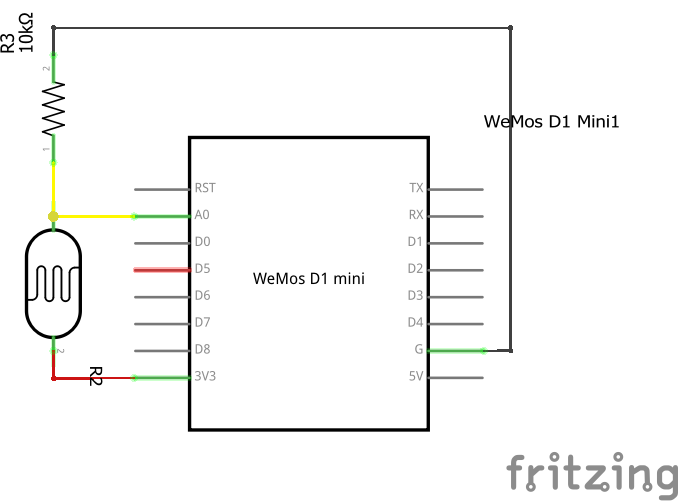 R3
10kΩ
2
1
WeMos D1 Mini1
RST
TX
A0
RX
D0
D1
D5
D2
WeMos D1 mini
D6
D3
D7
D4
D8
G
2
R2
3V3
5V
fritzing